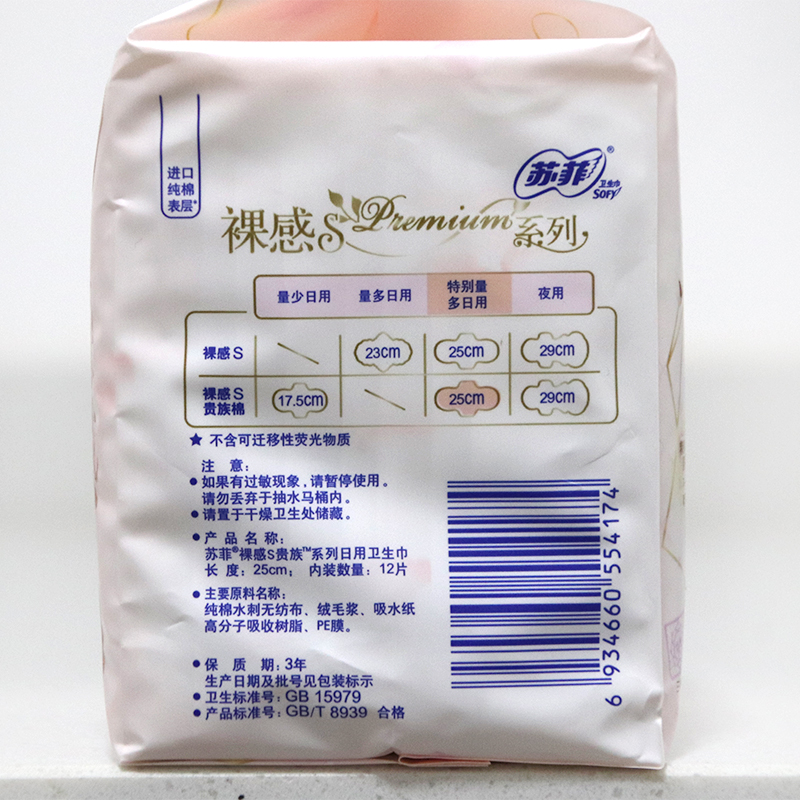 进口
纯棉
表层*
苏菲®
卫生巾
SOFY
裸感S Premium 系列
量少日用 量多日用 特别量多日用 夜用
裸感S 23cm 25cm 29cm
裸感S
贵族棉 17.5cm 25cm 29cm
★ 不含可迁移性荧光物质
注 意：
●如果有过敏现象，请暂停使用。
请勿丢弃于抽水马桶内。
●请置于干燥卫生处储藏。
●产 品 名 称：
苏菲®裸感S贵族™系列日用卫生巾
长 度：25cm； 内装数量：12片
●主要原料名称：
纯棉水刺无纺布、绒毛浆、吸水纸
高分子吸收树脂、PE膜。
●保 质 期：3年
生产日期及批号见包装标示
●卫生标准号：GB 15979
●产品标准号：GB/T 8939 合格
6 934660 554174